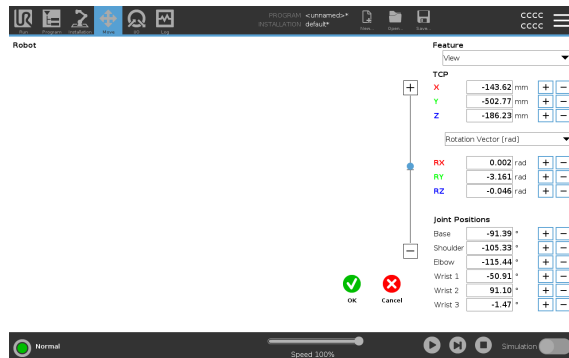 UR
PROGRAM <unnamed>*
INSTALLATION default*
CCCC
CCCC
Run Program Installation Move I/O Log New... Open... Save...
Robot
Feature
View
TCP
X -143.62 mm + -
Y -502.77 mm + -
Z -186.23 mm + -
Rotation Vector [rad]
RX 0.002 rad + -
RY -3.161 rad + -
RZ -0.046 rad + -
Joint Positions
Base -91.39 ° + -
Shoulder -105.33 ° + -
Elbow -115.44 ° + -
Wrist 1 -50.91 ° + -
Wrist 2 91.10 ° + -
Wrist 3 -1.47 ° + -
OK Cancel
Normal
Speed 100%
Simulation